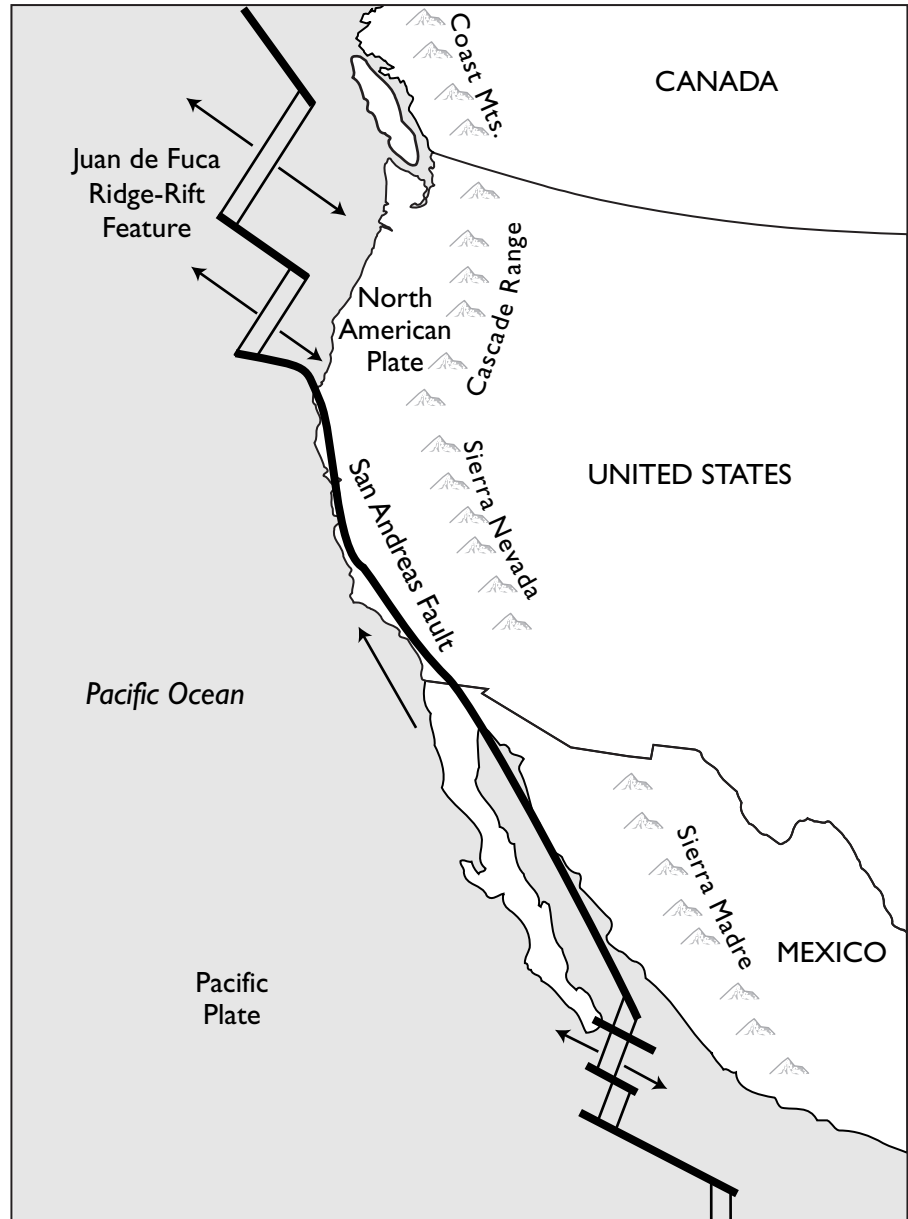 Coast Mts.
CANADA
Juan de Fuca
Ridge-Rift
Feature
Cascade Range
North
American
Plate
San Andreas Fault
Sierra Nevada
UNITED STATES
Pacific Ocean
Sierra Madre
MEXICO
Pacific
Plate